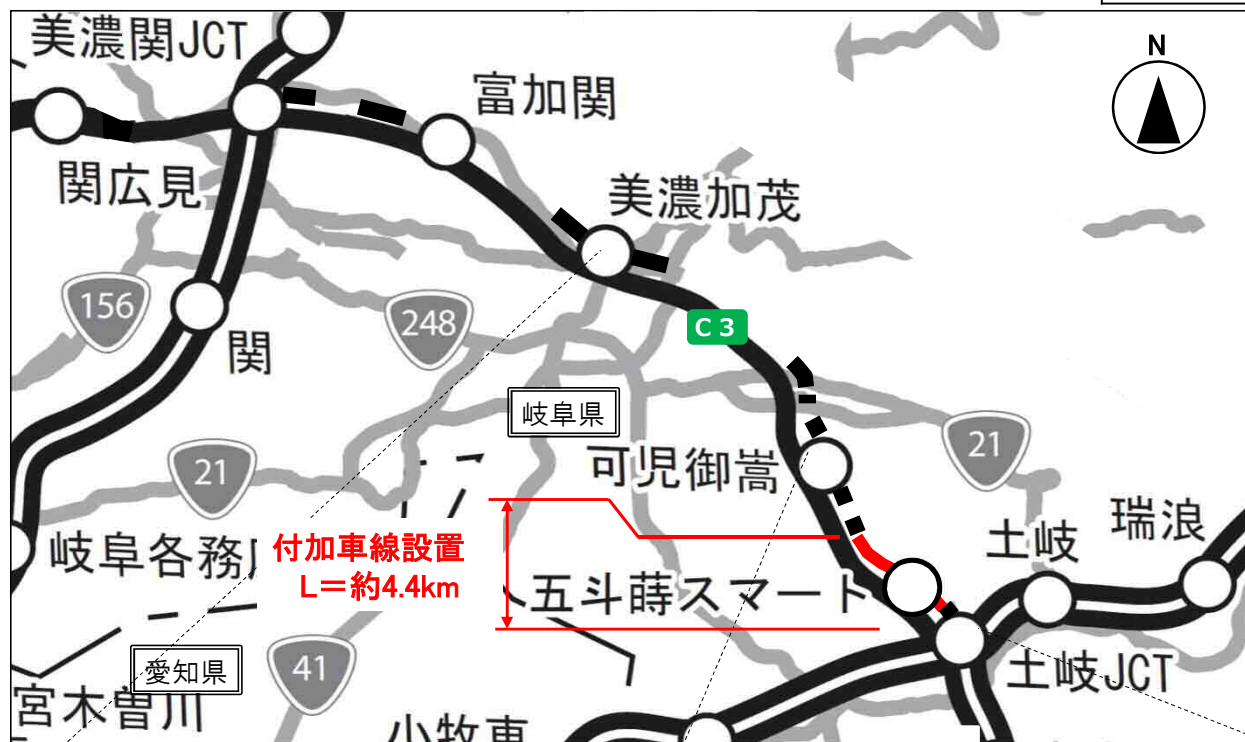 美濃関JCT
N
富加関
関広見
美濃加茂
156
248
C3
関
岐阜県
21
21
可児御嵩
瑞浪
土岐
岐阜各務
付加車線設置
L=約4.4km
五斗蒔スマート
愛知県
41
土岐JCT
宮木曽川
小牧東